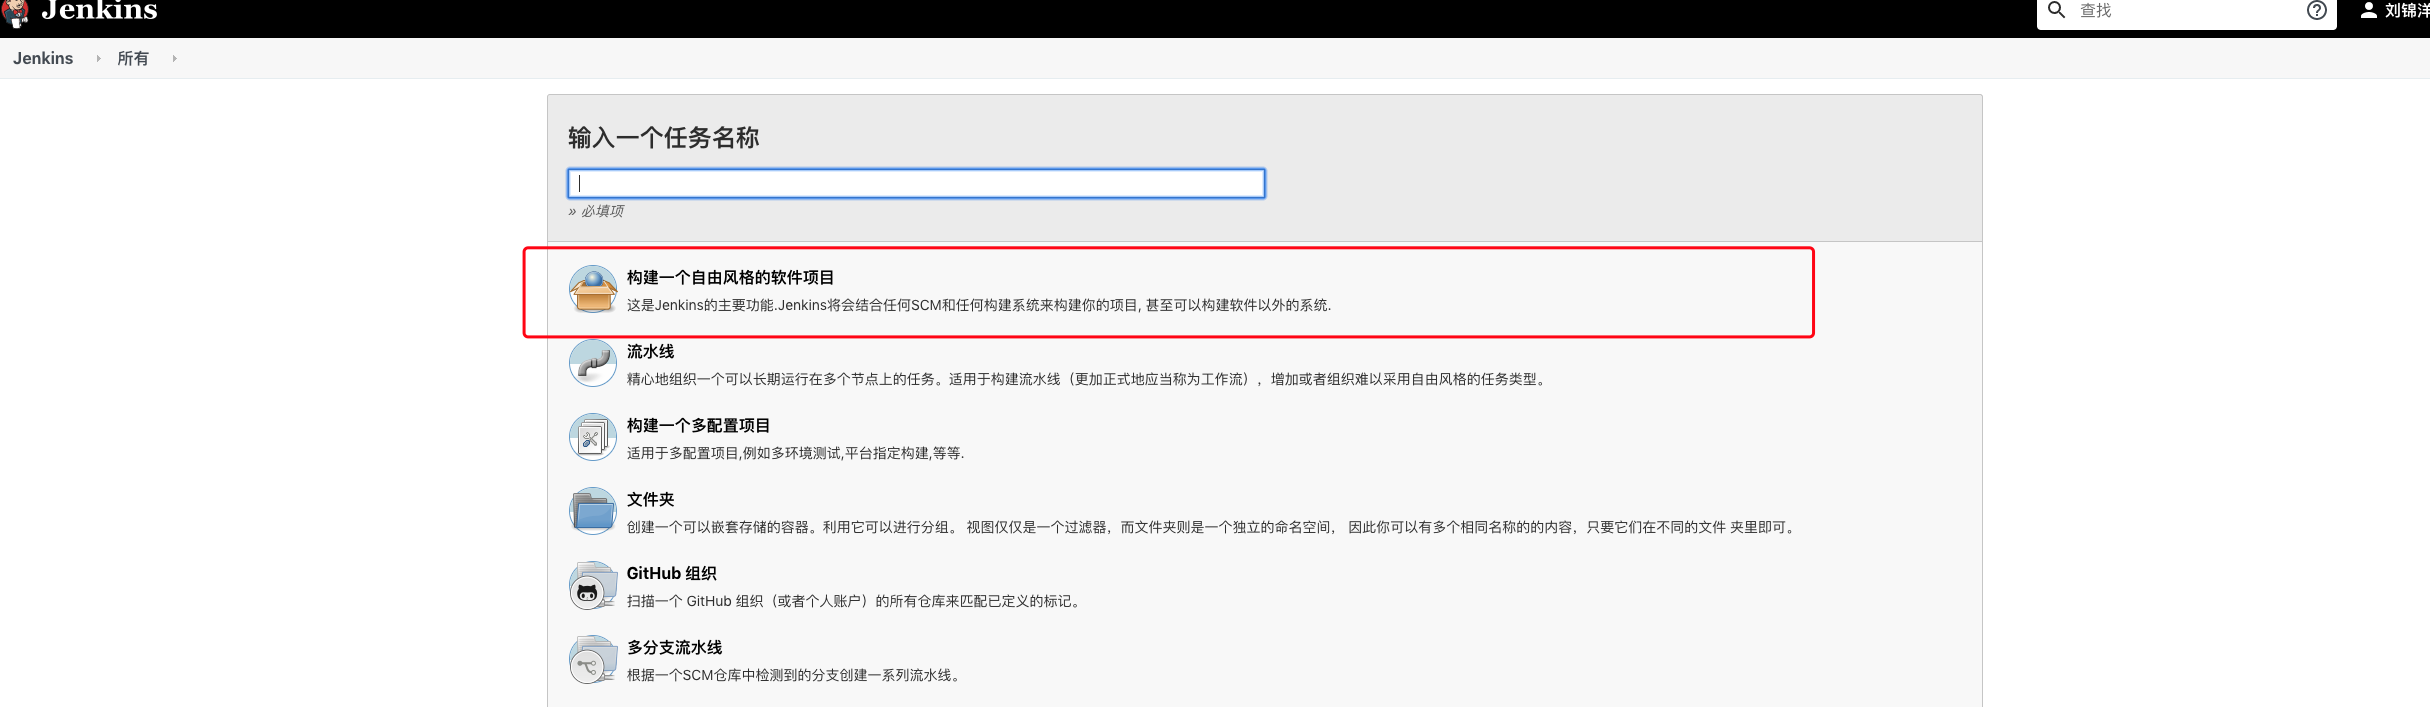 Jenkins
查找
刘锦洋
Jenkins
所有
输入一个任务名称
» 必填项
构建一个自由风格的软件项目
这是Jenkins的主要功能.Jenkins将会结合任何SCM和任何构建系统来构建你的项目, 甚至可以构建软件以外的系统.
流水线
精心地组织一个可以长期运行在多个节点上的任务。适用于构建流水线（更加正式地应当称为工作流），增加或者组织难以采用自由风格的任务类型。
构建一个多配置项目
适用于多配置项目,例如多环境测试,平台指定构建,等等.
文件夹
创建一个可以嵌套存储的容器。利用它可以进行分组。 视图仅仅是一个过滤器，而文件夹则是一个独立的命名空间， 因此你可以有多个相同名称的的内容，只要它们在不同的文件 夹里即可。
GitHub 组织
扫描一个 GitHub 组织（或者个人账户）的所有仓库来匹配已定义的标记。
多分支流水线
根据一个SCM仓库中检测到的分支创建一系列流水线。